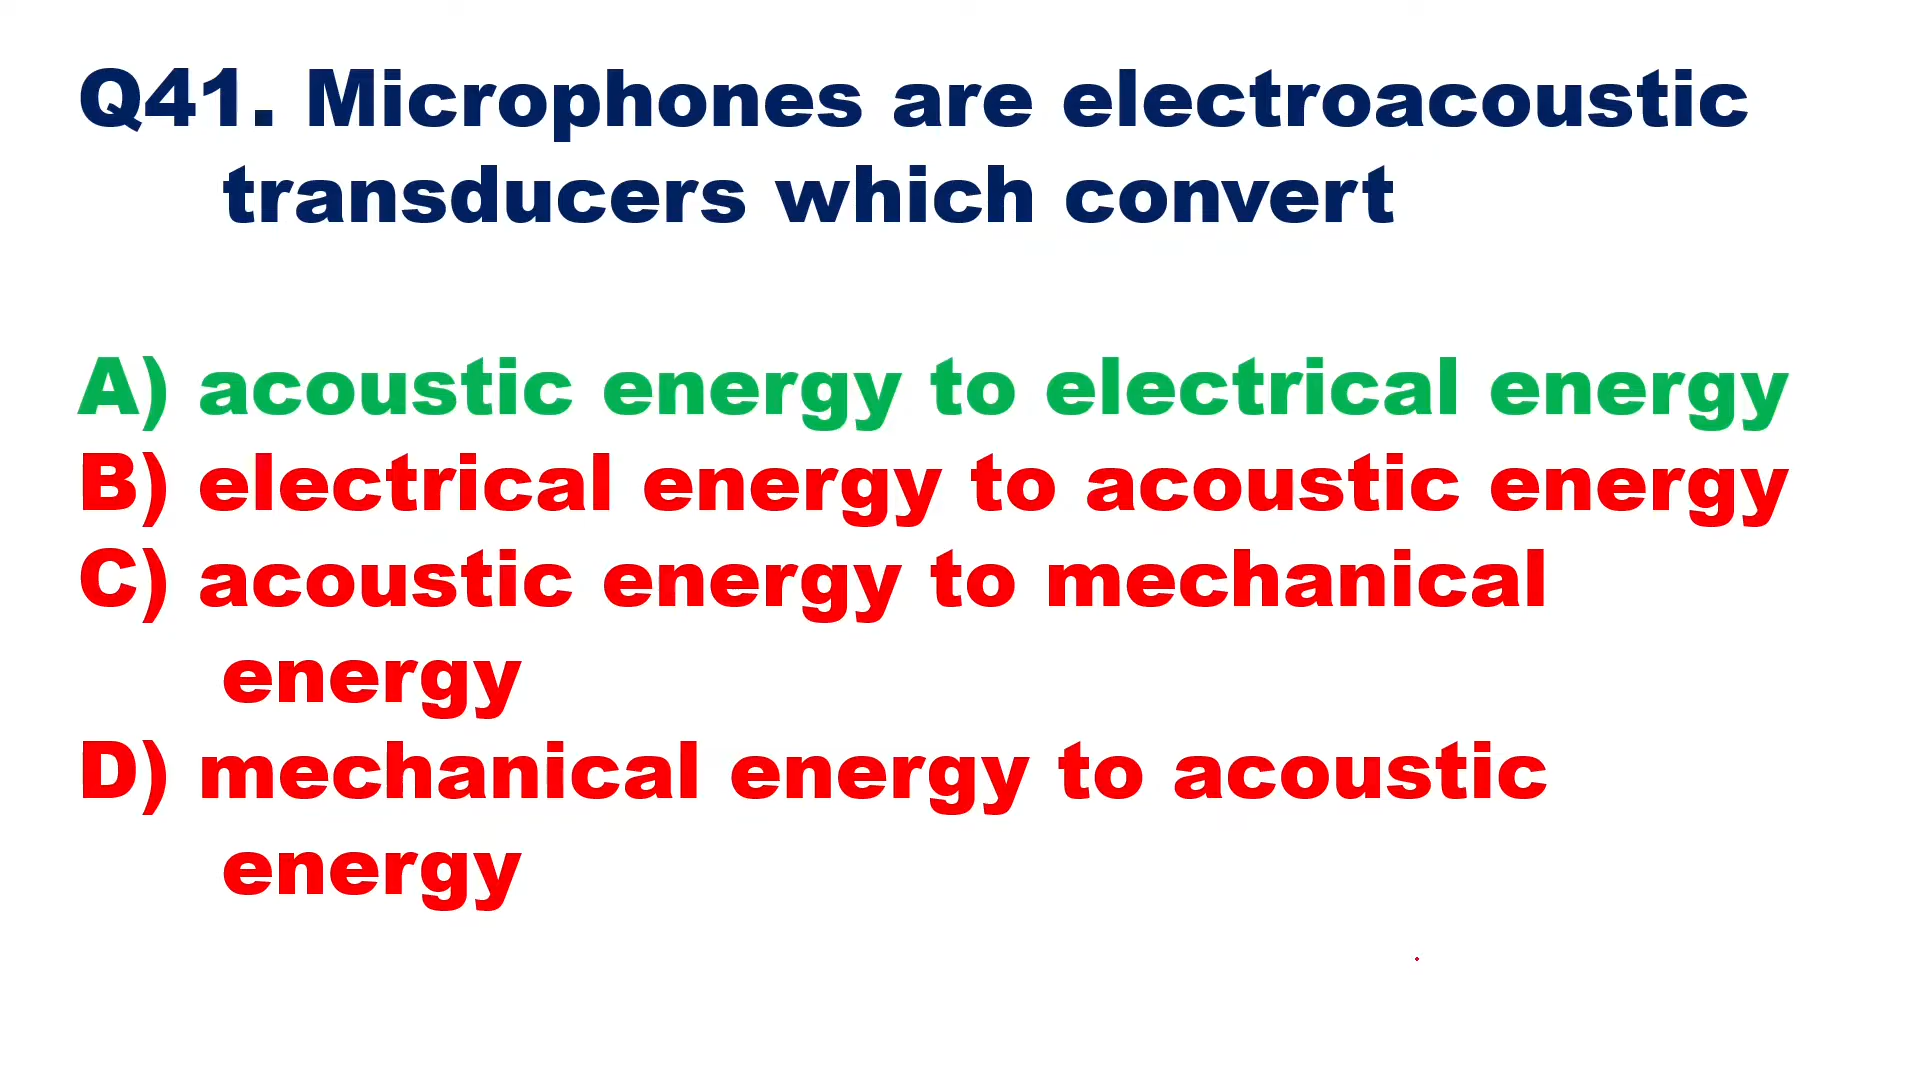 Q41. Microphones are electroacoustic
transducers which convert
A) acoustic energy to electrical energy
B) electrical energy to acoustic energy
C) acoustic energy to mechanical
energy
D) mechanical energy to acoustic
energy